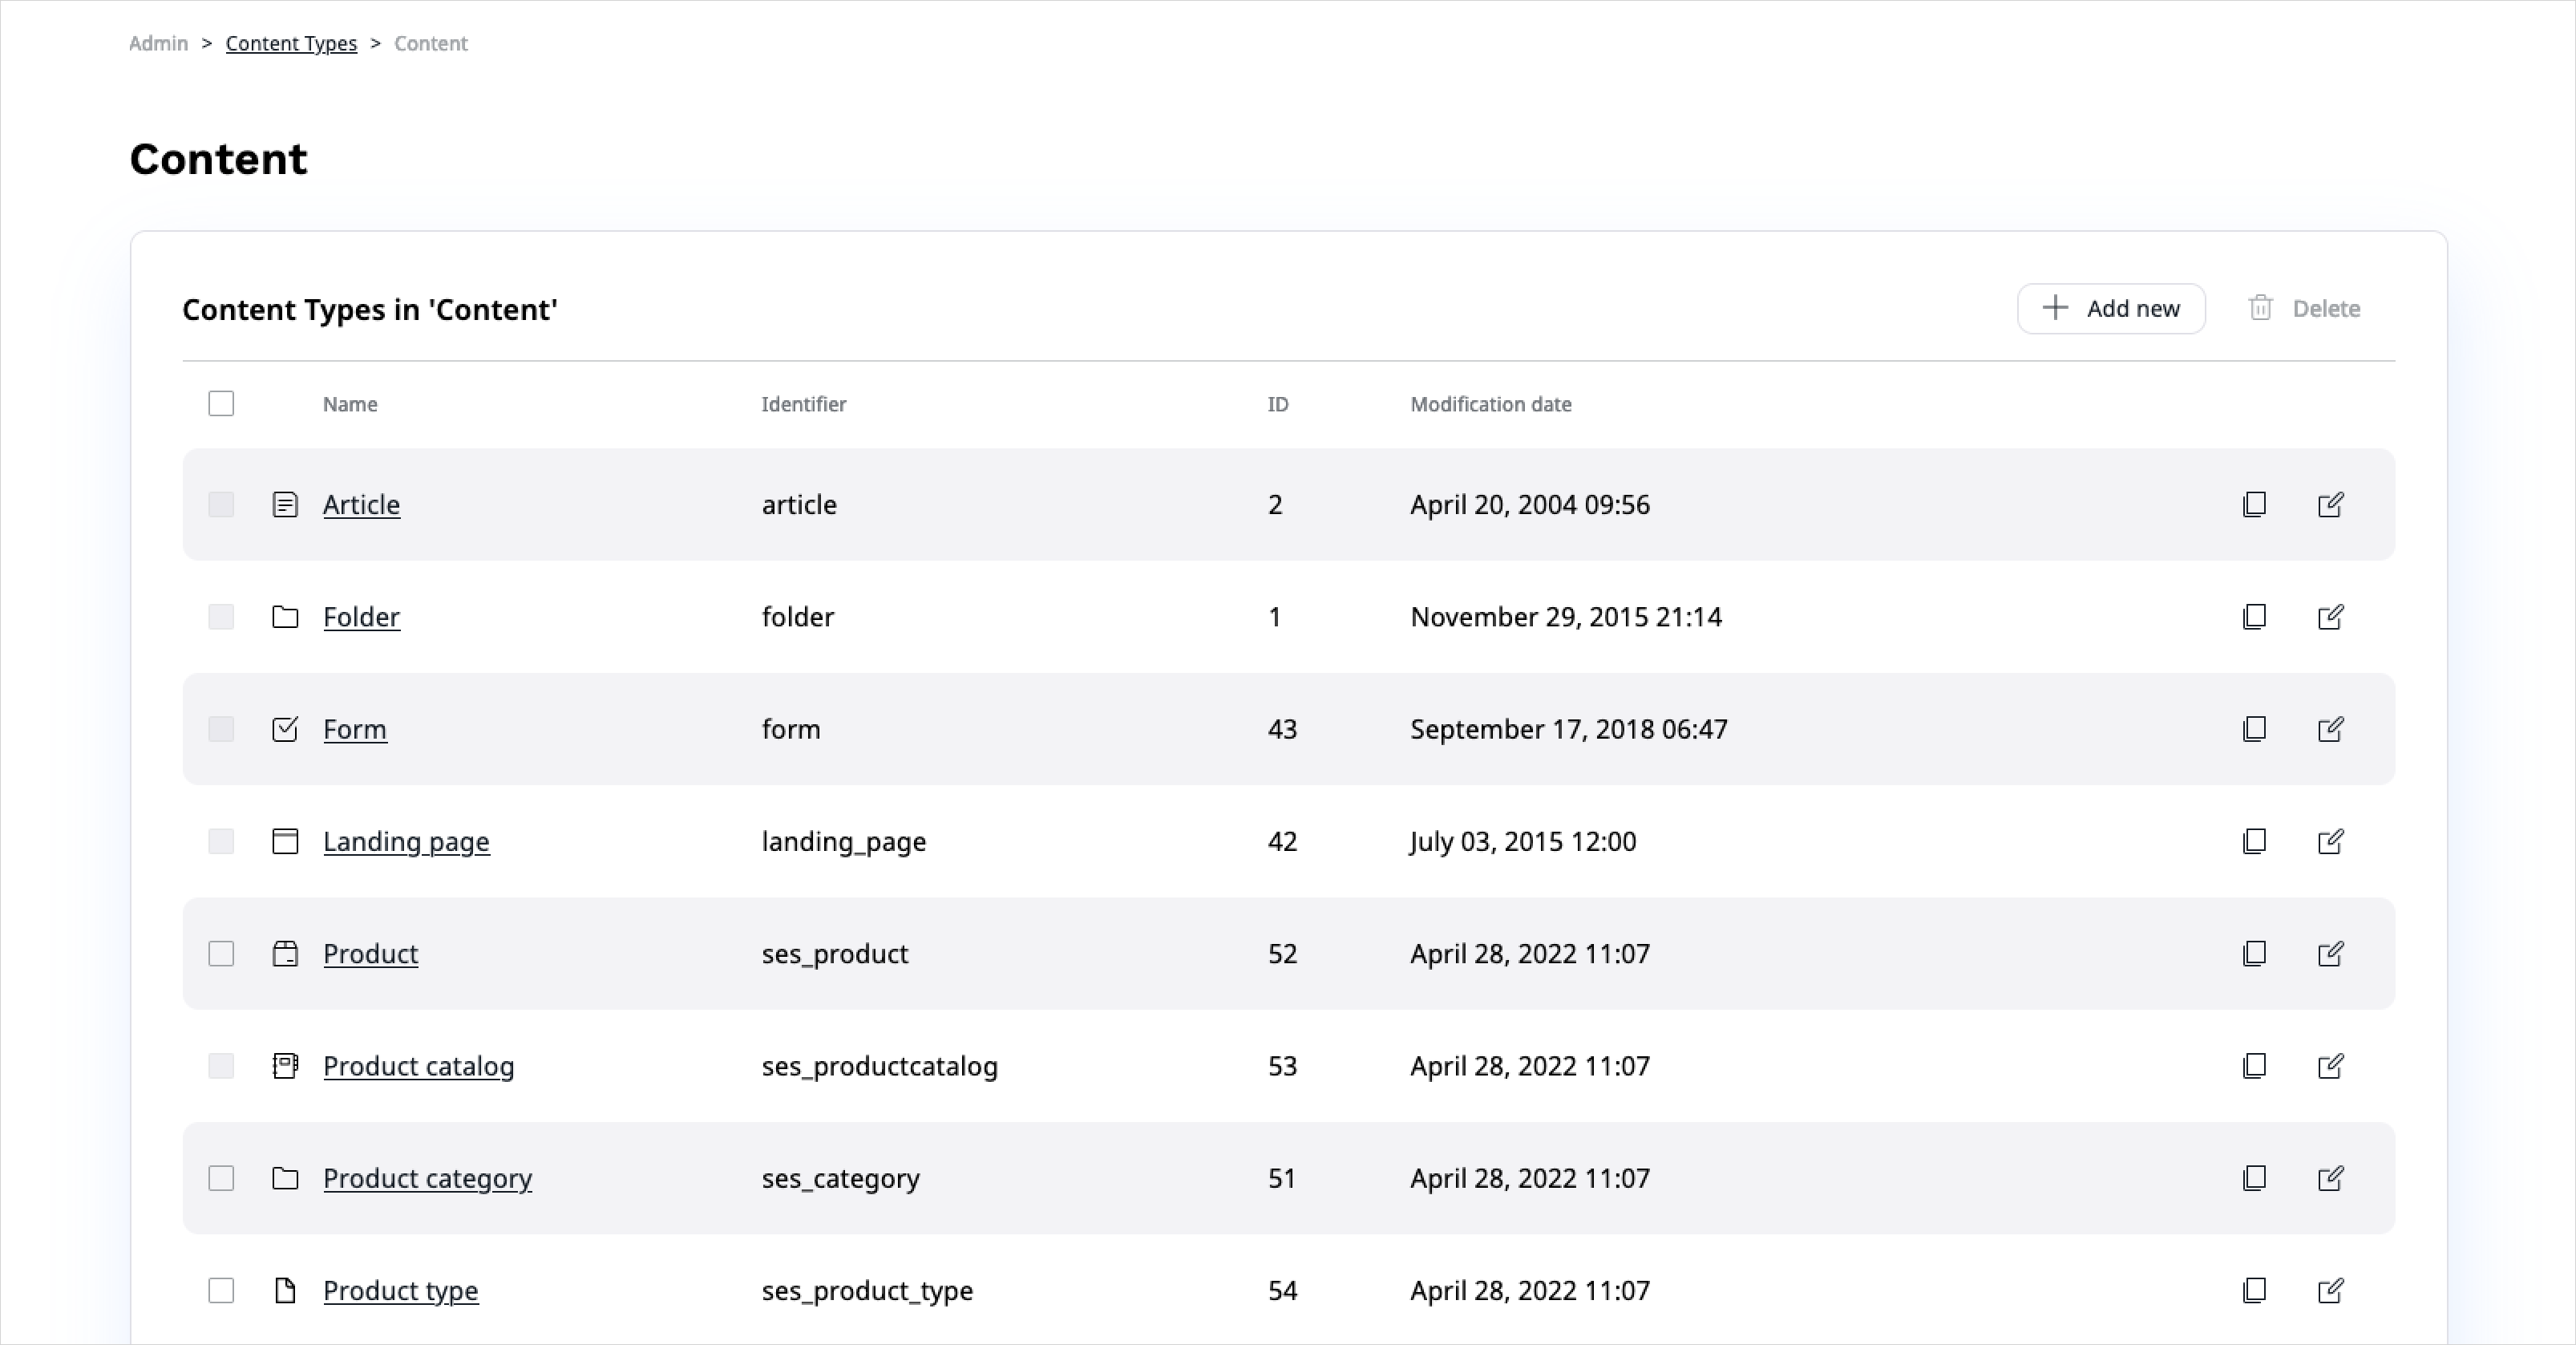 Admin > Content Types > Content
Content
Content Types in 'Content'
Add new
Delete
Name Identifier ID Modification date
Article article 2 April 20, 2004 09:56
Folder folder 1 November 29, 2015 21:14
Form form 43 September 17, 2018 06:47
Landing page landing_page 42 July 03, 2015 12:00
Product ses_product 52 April 28, 2022 11:07
Product catalog ses_productcatalog 53 April 28, 2022 11:07
Product category ses_category 51 April 28, 2022 11:07
Product type ses_product_type 54 April 28, 2022 11:07